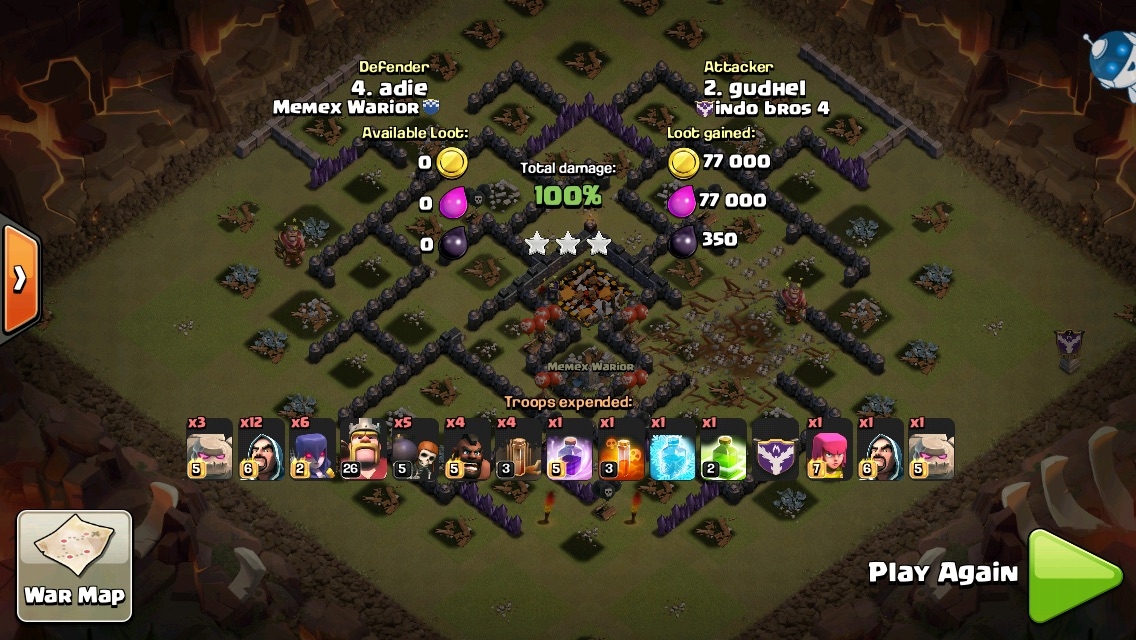 Defender
4. adie
Memex Warior
Available Loot:
0
0
0
Total damage:
100%
Attacker
2. gudHel
indo bros 4
Loot gained:
77 000
77 000
350
Memex Warior
Troops expended:
x3 x12 x6 x5 x4 x4 x1 x1 x1 x1 x1 x1
5 6 2 26 5 5 3 5 3 2 7 6 5
War Map
Play Again